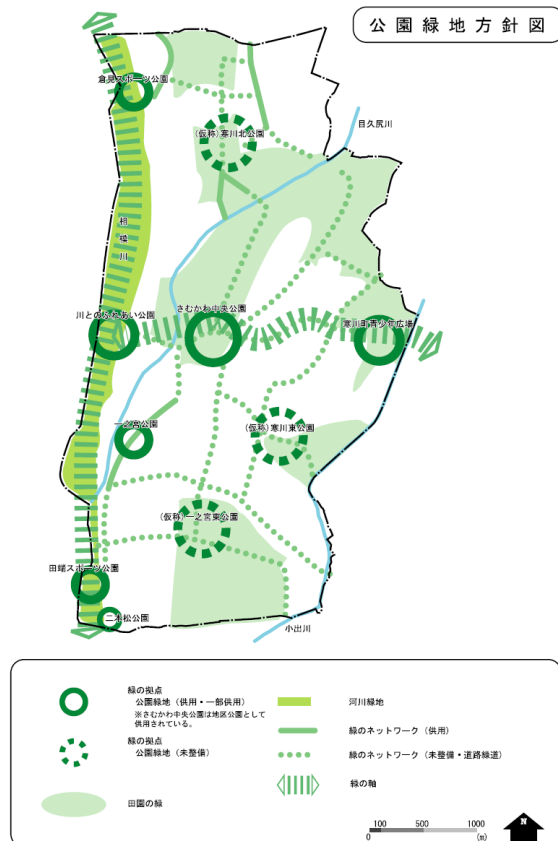 公園緑地方針図
倉見スポーツ公園
目久尻川
(仮称)寒川北公園
相模川
川とのふれあい公園
さむかわ中央公園
寒川町青少年広場
一之宮公園
(仮称)寒川東公園
(仮称)一之宮東公園
田端スポーツ公園
二本松公園
小出川
緑の拠点
公園緑地(供用・一部供用)
※さむかわ中央公園は地区公園として
供用されている。
緑の拠点
公園緑地(未整備)
田園の緑
河川緑地
緑のネットワーク(供用)
緑のネットワーク(未整備・道路緑道)
緑の軸
100 500 1000
0 (m)
N